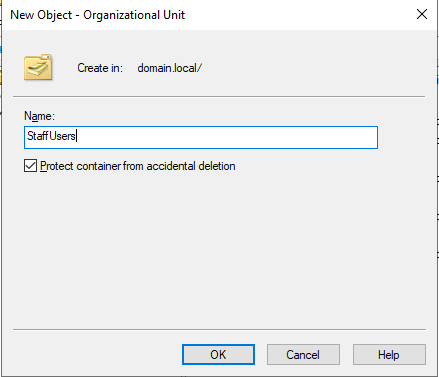 New Object - Organizational Unit
Create in: domain.local/
Name:
StaffUsers
Protect container from accidental deletion
OK Cancel Help